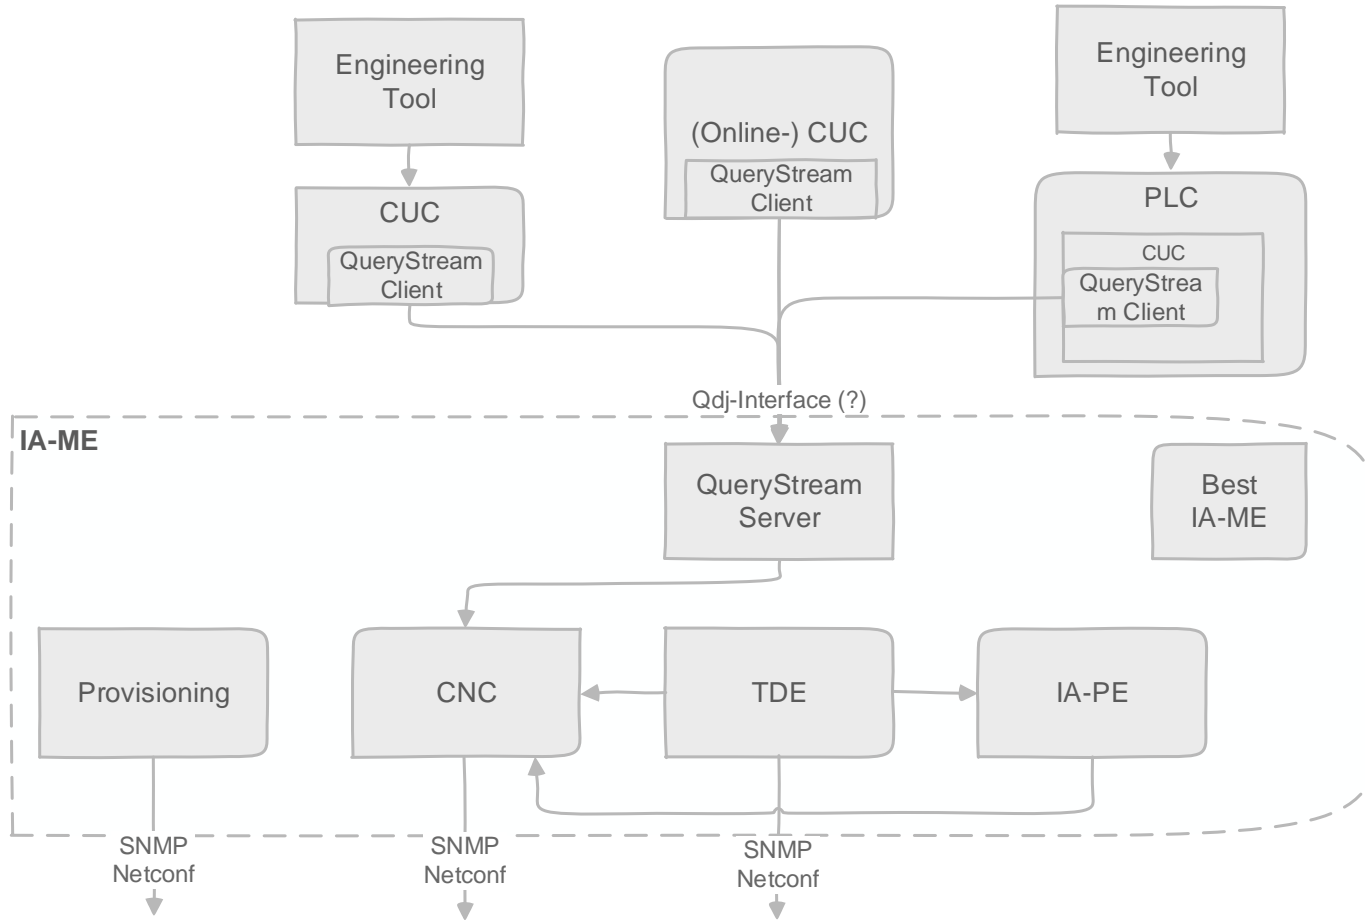 Engineering
Tool
(Online-) CUC
QueryStream
Client
Engineering
Tool
CUC
QueryStream
Client
PLC
CUC
QueryStrea
m Client
Qdj-Interface (?)
IA-ME
QueryStream
Server
Best
IA-ME
Provisioning
CNC
TDE
IA-PE
SNMP
Netconf
SNMP
Netconf
SNMP
Netconf